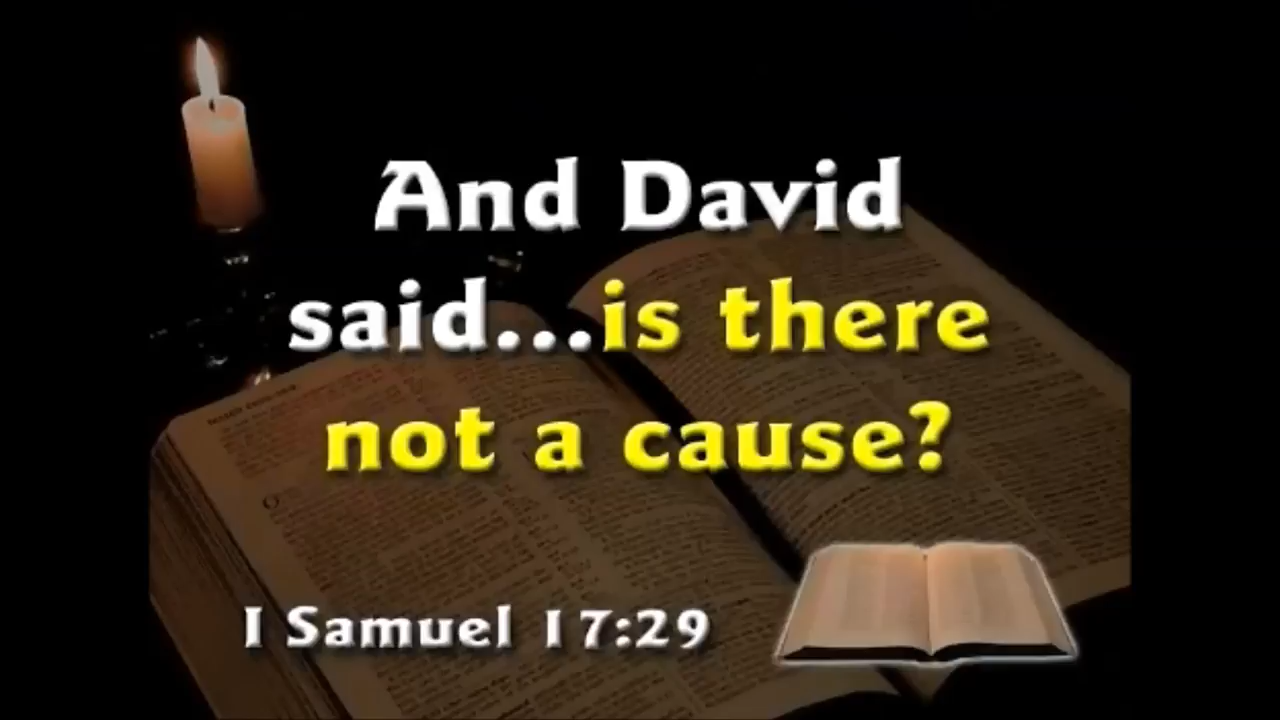 And David
said...is there
not a cause?
I Samuel 17:29